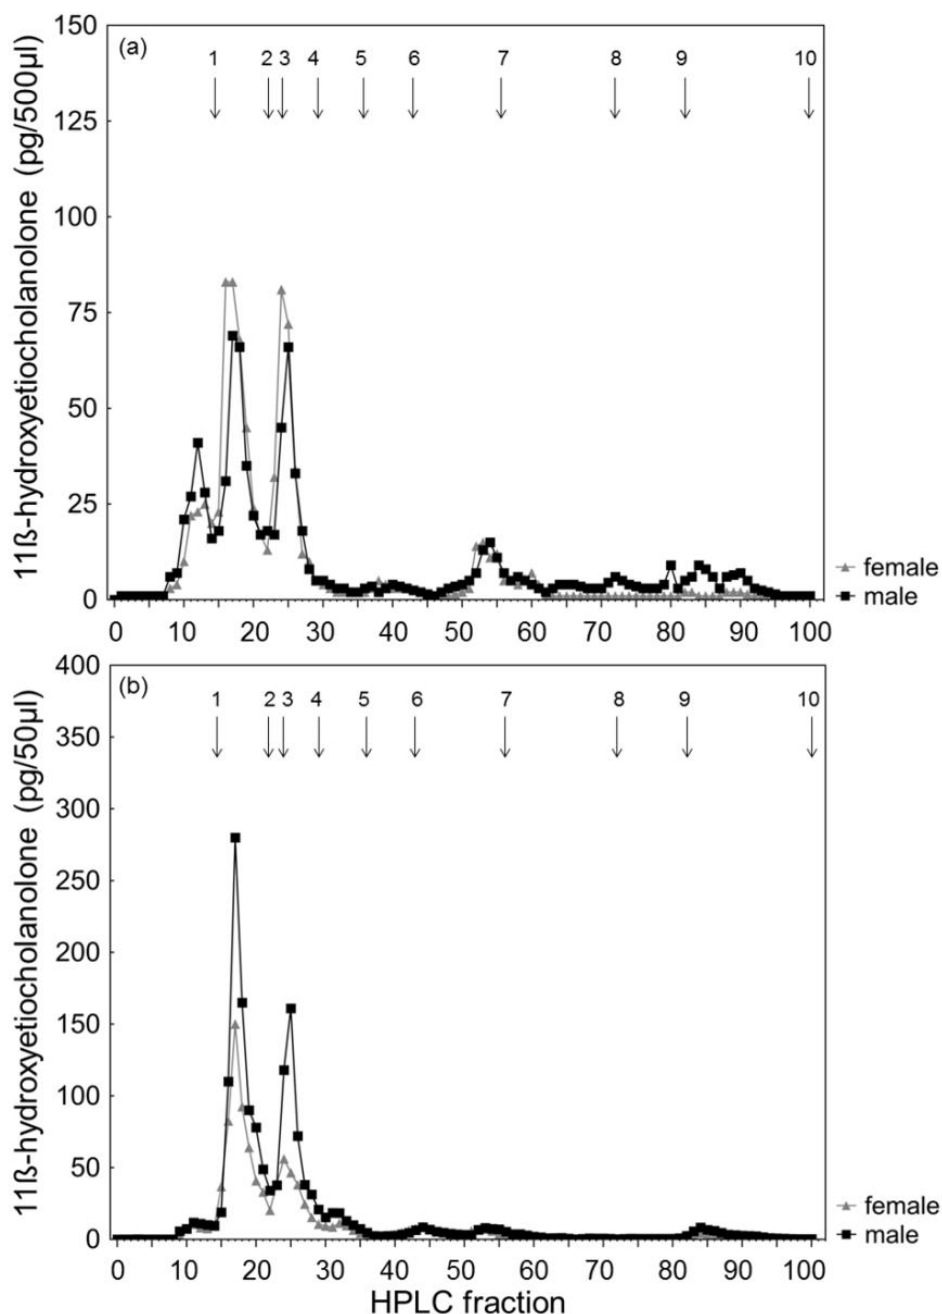 (a)
1 2 3 4 5 6 7 8 9 10
11ß-hydroxyetiocholanolone (pg/500µl)
150
125
100
75
50
25
0
0 10 20 30 40 50 60 70 80 90 100
female
male
(b)
1 2 3 4 5 6 7 8 9 10
11ß-hydroxyetiocholanolone (pg/50µl)
400
350
300
250
200
150
100
50
0
0 10 20 30 40 50 60 70 80 90 100
HPLC fraction
female
male